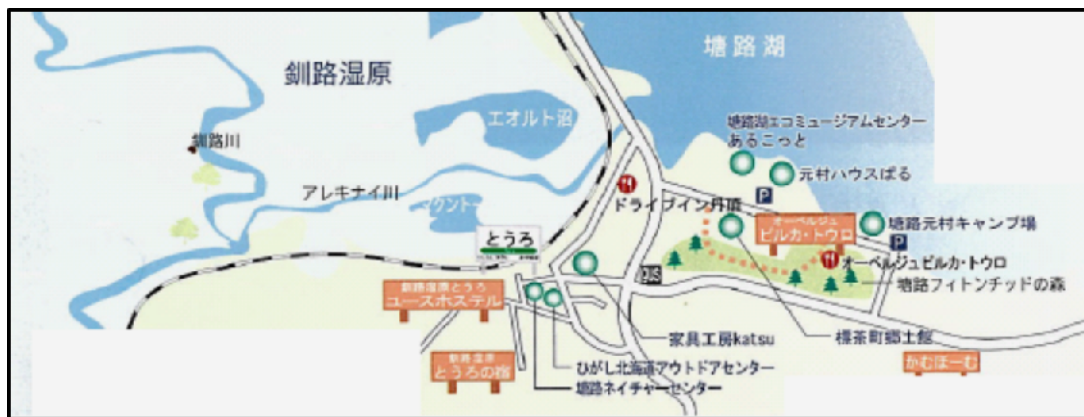 塘路湖
釧路湿原
エオルト沼
塘路湖エコミュージアムセンター
あるこっと
釧路川
元村ハウスぱる
アレキナイ川
マクントー
ドライブイン丹頂
P
とうろ
オーベルジュ
ピルカ・トウロ
塘路元村キャンプ場
P
オーベルジュピルカ・トウロ
BUS
塘路フィトンチッドの森
釧路湿原とうろ
ユースホステル
家具工房katsu
標茶町郷土館
釧路湿原
とうろの宿
ひがし北海道アウトドアセンター
かむほーむ
塘路ネイチャーセンター